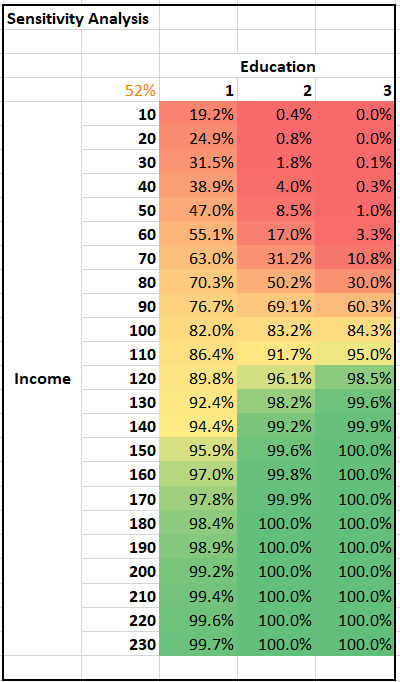 Sensitivity Analysis
Education
52% 1 2 3
10 19.2% 0.4% 0.0%
20 24.9% 0.8% 0.0%
30 31.5% 1.8% 0.1%
40 38.9% 4.0% 0.3%
50 47.0% 8.5% 1.0%
60 55.1% 17.0% 3.3%
70 63.0% 31.2% 10.8%
80 70.3% 50.2% 30.0%
90 76.7% 69.1% 60.3%
100 82.0% 83.2% 84.3%
110 86.4% 91.7% 95.0%
Income 120 89.8% 96.1% 98.5%
130 92.4% 98.2% 99.6%
140 94.4% 99.2% 99.9%
150 95.9% 99.6% 100.0%
160 97.0% 99.8% 100.0%
170 97.8% 99.9% 100.0%
180 98.4% 100.0% 100.0%
190 98.9% 100.0% 100.0%
200 99.2% 100.0% 100.0%
210 99.4% 100.0% 100.0%
220 99.6% 100.0% 100.0%
230 99.7% 100.0% 100.0%